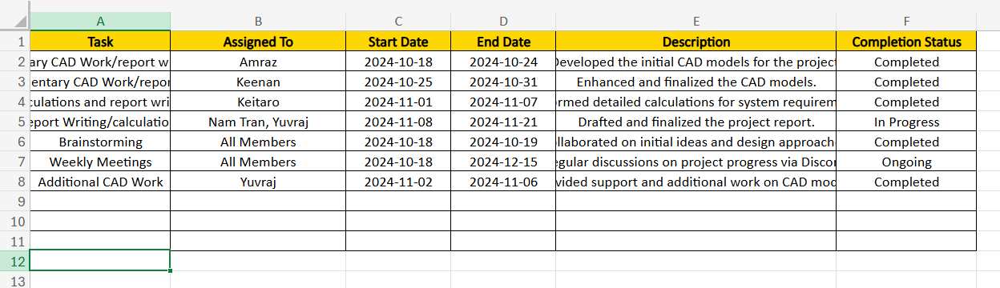 A B C D E F
1 Task Assigned To Start Date End Date Description Completion Status
2 ary CAD Work/report w Amraz 2024-10-18 2024-10-24 Developed the initial CAD models for the project Completed
3 entary CAD Work/repor Keenan 2024-10-25 2024-10-31 Enhanced and finalized the CAD models. Completed
4 culations and report wri Keitaro 2024-11-01 2024-11-07 ormed detailed calculations for system requirem Completed
5 eport Writing/calculatio Nam Tran, Yuvraj 2024-11-08 2024-11-21 Drafted and finalized the project report. In Progress
6 Brainstorming All Members 2024-10-18 2024-10-19 ollaborated on initial ideas and design approach Completed
7 Weekly Meetings All Members 2024-10-18 2024-12-15 egular discussions on project progress via Discor Ongoing
8 Additional CAD Work Yuvraj 2024-11-02 2024-11-06 vided support and additional work on CAD mod Completed
9
10
11
12
13